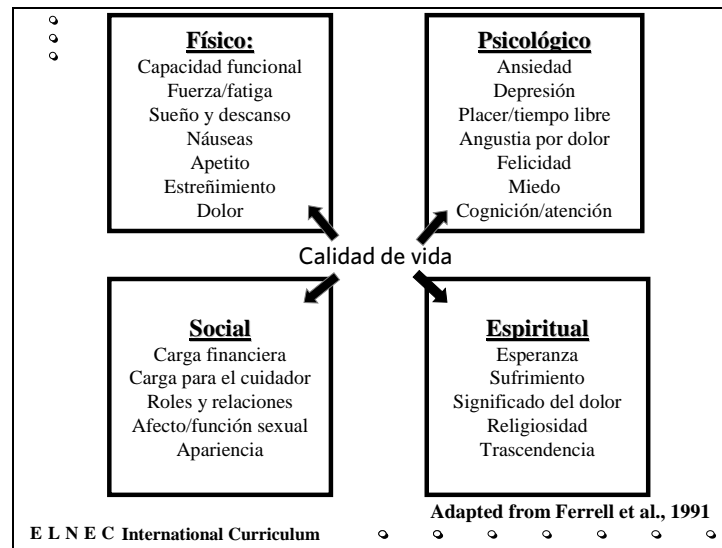 Físico:
Capacidad funcional
Fuerza/fatiga
Sueño y descanso
Náuseas
Apetito
Estreñimiento
Dolor
Psicológico
Ansiedad
Depresión
Placer/tiempo libre
Angustia por dolor
Felicidad
Miedo
Cognición/atención
Calidad de vida
Social
Carga financiera
Carga para el cuidador
Roles y relaciones
Afecto/función sexual
Apariencia
Espiritual
Esperanza
Sufrimiento
Significado del dolor
Religiosidad
Trascendencia
Adapted from Ferrell et al., 1991
E L N E C International Curriculum